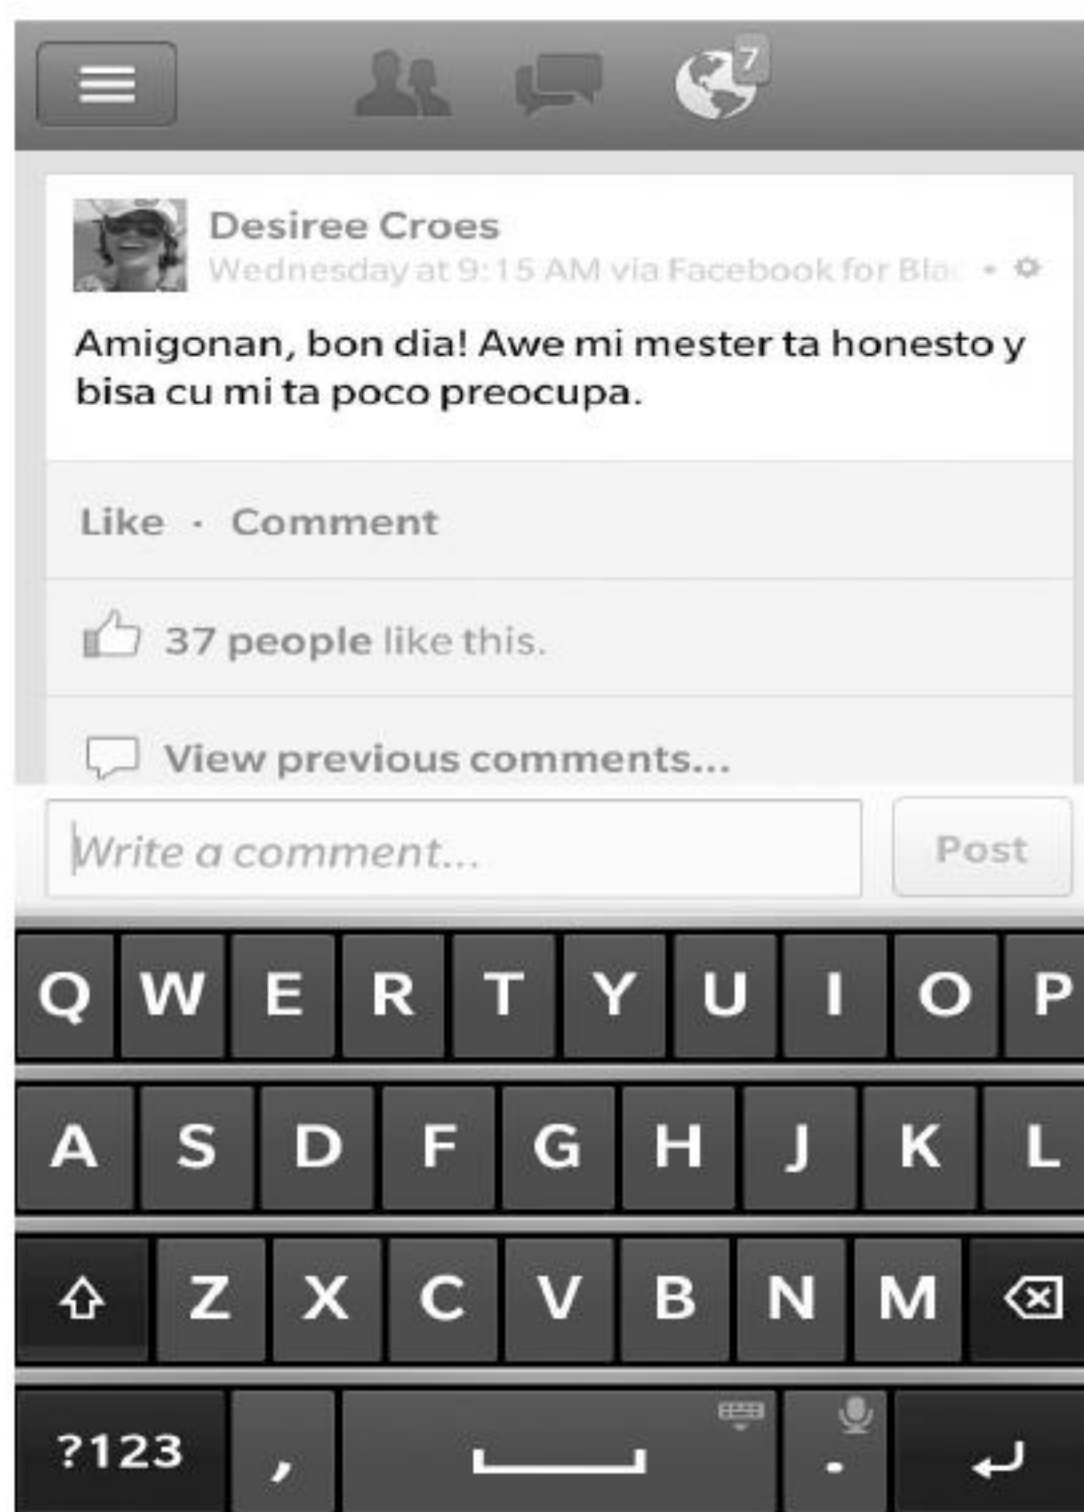 7
Desiree Croes
Wednesday at 9:15 AM via Facebook for
Amigonan, bon dia! Awe mi mester ta honesto y
bisa cu mi ta poco preocupa.
Like · Comment
37 people like this.
View previous comments...
Write a comment...
Post
Q W E R T Y U I O P
A S D F G H J K L
Z X C V B N M
?123 , .